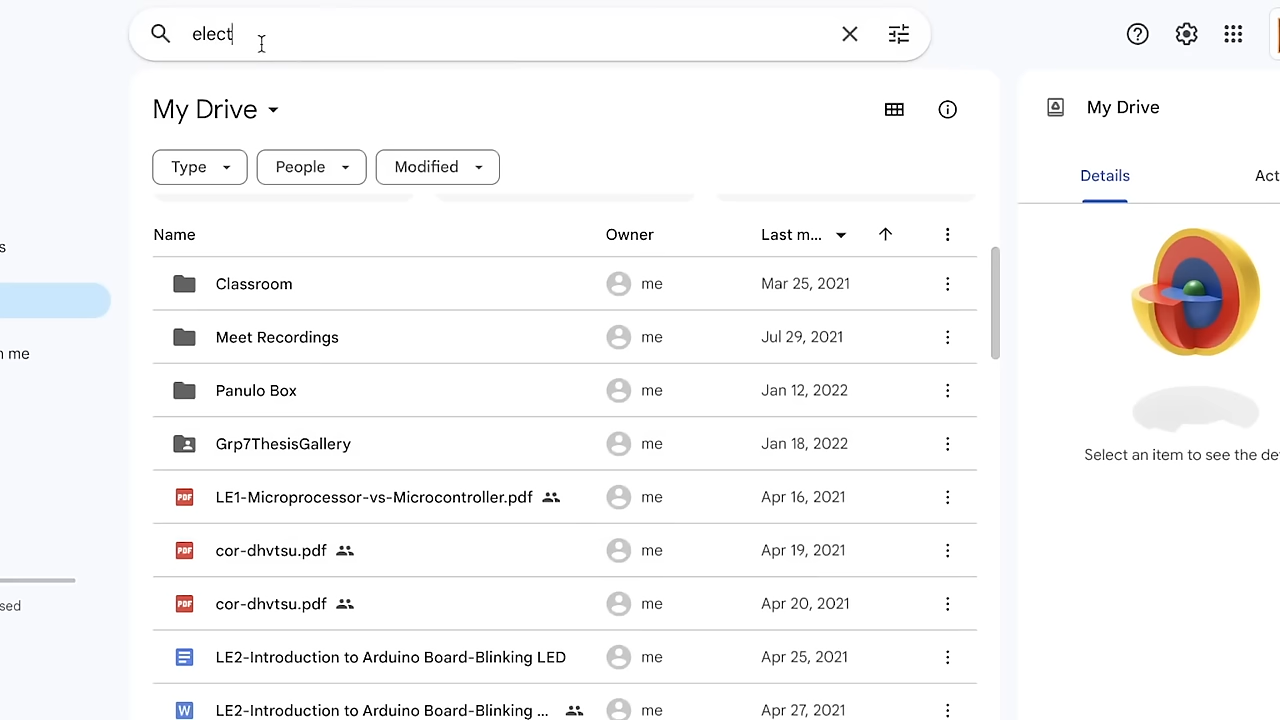 elect
My Drive
My Drive
Type People Modified
Details Act
s
Name Owner Last m...
Classroom me Mar 25, 2021
Meet Recordings me Jul 29, 2021
n me
Panulo Box me Jan 12, 2022
Grp7ThesisGallery me Jan 18, 2022
Select an item to see the de
PDF LE1-Microprocessor-vs-Microcontroller.pdf me Apr 16, 2021
PDF cor-dhvtsu.pdf me Apr 19, 2021
sed
PDF cor-dhvtsu.pdf me Apr 20, 2021
LE2-Introduction to Arduino Board-Blinking LED me Apr 25, 2021
W LE2-Introduction to Arduino Board-Blinking ... me Apr 27, 2021